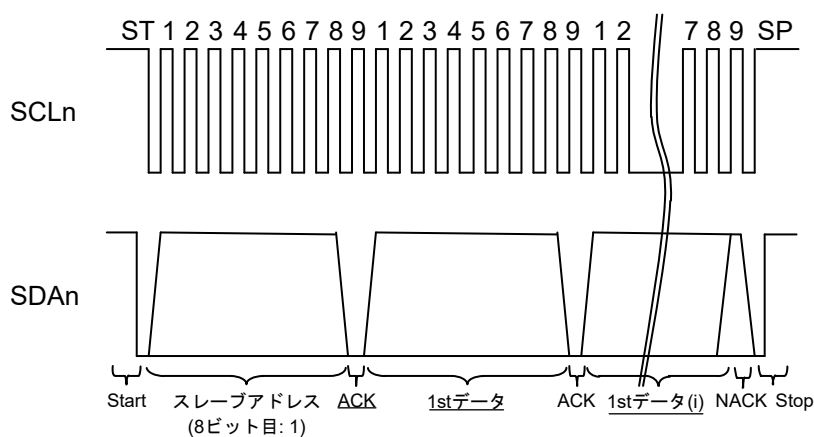 ST 1 2 3 4 5 6 7 8 9 1 2 3 4 5 6 7 8 9 1 2 7 8 9 SP
SCLn
SDAn
Start スレーブアドレス ACK 1stデータ ACK 1stデータ(i) NACK Stop
(8ビット目: 1)